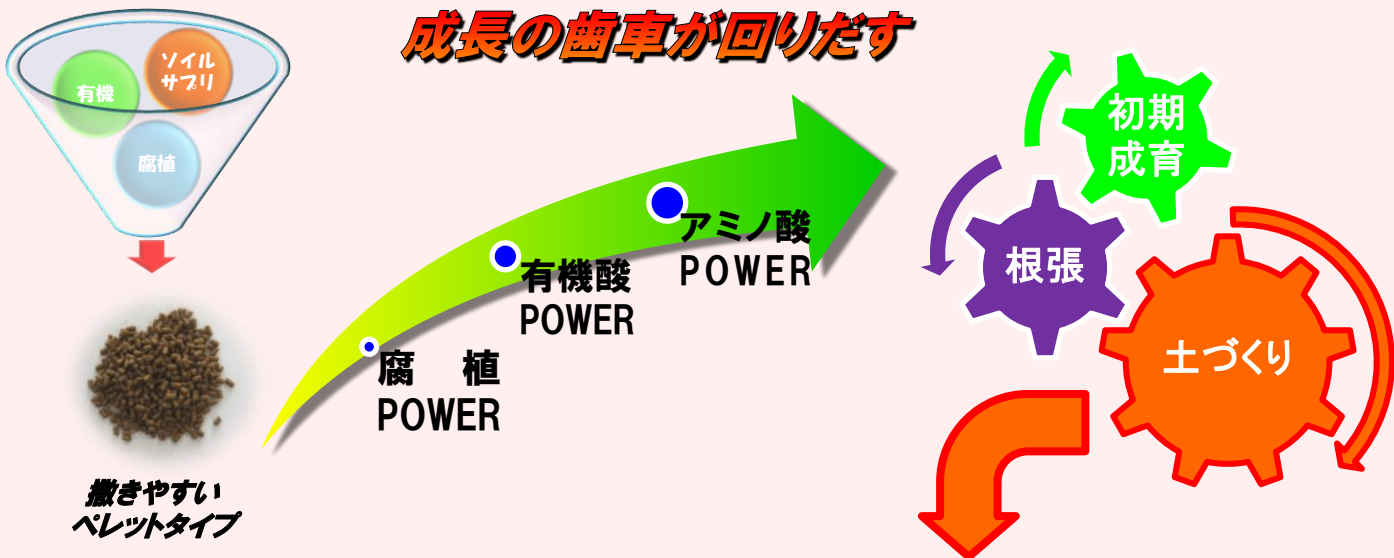 成長の歯車が回りだす
ソイル
サプリ
有機
腐植
撒きやすい
ペレットタイプ
腐　植
POWER
有機酸
POWER
アミノ酸
POWER
初期
成育
根張
土づくり